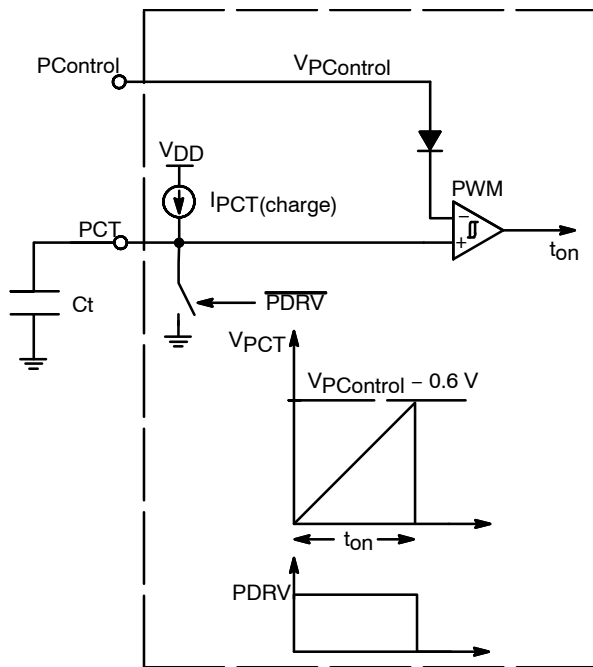 PControl
VPControl
VDD
PWM
IPCT(charge)
PCT
−
+
ton
Ct
PDRV
VPCT
VPControl − 0.6 V
ton
PDRV